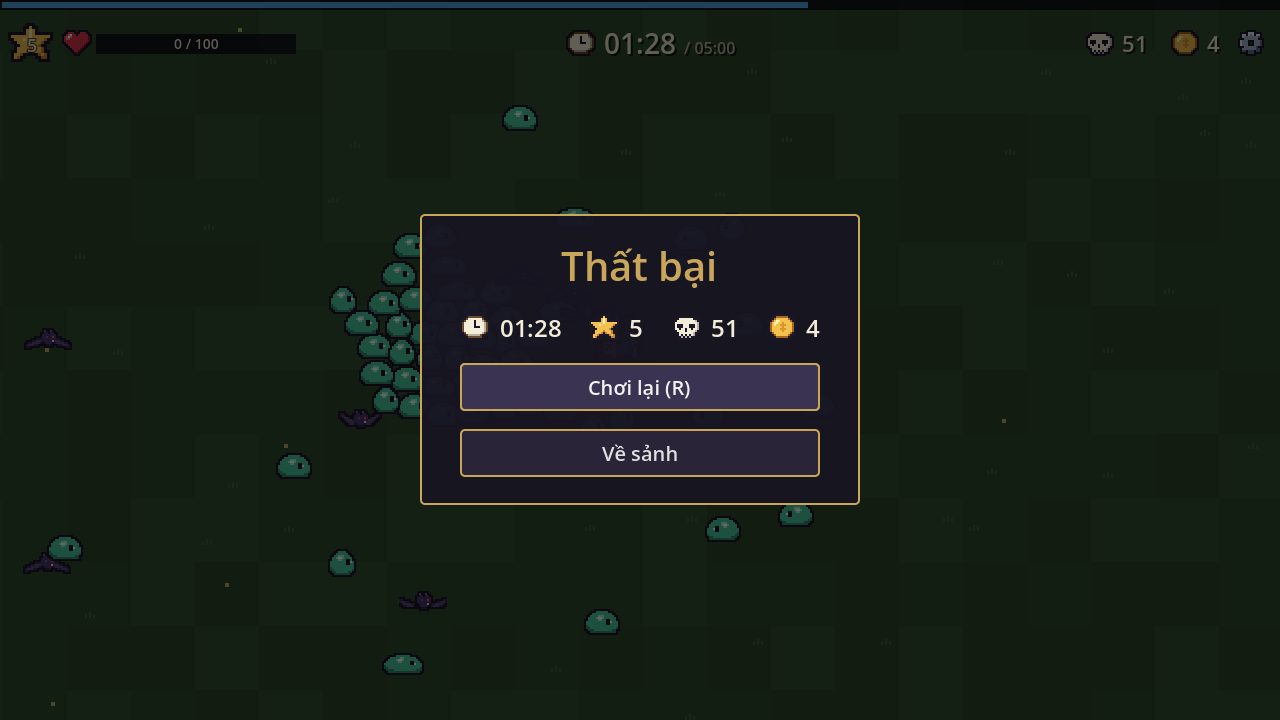 5 0 / 100 01:28 / 05:00 51 4
Thất bại
01:28 5 51 4
Chơi lại (R)
Về sảnh